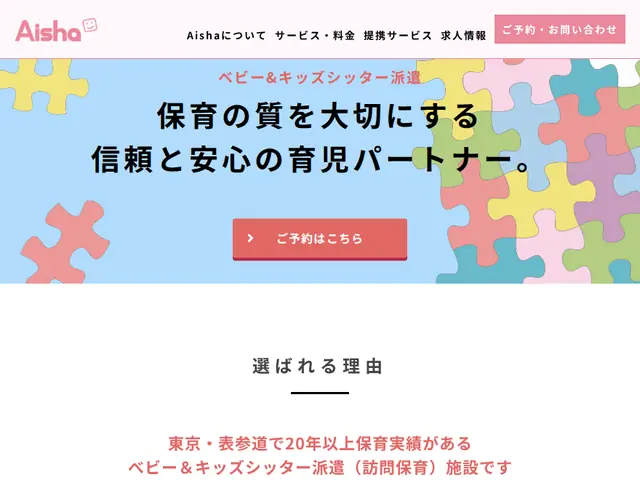 Aisha
Aishaについて サービス・料金 提携サービス 求人情報 ご予約・お問い合わせ
ベビー&キッズシッター派遣
保育の質を大切にする
信頼と安心の育児パートナー。
ご予約はこちら
選ばれる理由
東京・表参道で20年以上保育実績がある
ベビー＆キッズシッター派遣（訪問保育）施設です